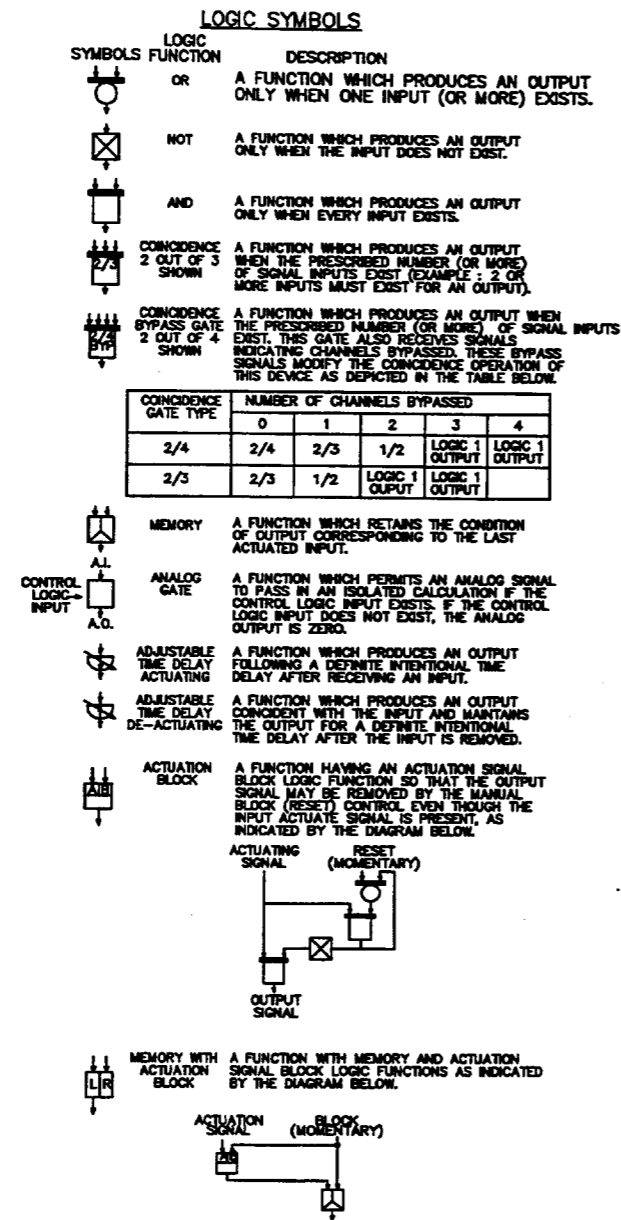 LOGIC SYMBOLS
SYMBOLS LOGIC FUNCTION DESCRIPTION
OR A FUNCTION WHICH PRODUCES AN OUTPUT
ONLY WHEN ONE INPUT (OR MORE) EXISTS.
NOT A FUNCTION WHICH PRODUCES AN OUTPUT
ONLY WHEN THE INPUT DOES NOT EXIST.
AND A FUNCTION WHICH PRODUCES AN OUTPUT
ONLY WHEN EVERY INPUT EXISTS.
2/3
COINCIDENCE A FUNCTION WHICH PRODUCES AN OUTPUT
2 OUT OF 3 WHEN THE PRESCRIBED NUMBER (OR MORE)
SHOWN OF SIGNAL INPUTS EXIST (EXAMPLE : 2 OR
MORE INPUTS MUST EXIST FOR AN OUTPUT).
2/4
BYP
COINCIDENCE A FUNCTION WHICH PRODUCES AN OUTPUT WHEN
BYPASS GATE THE PRESCRIBED NUMBER (OR MORE) OF SIGNAL INPUTS
2 OUT OF 4 EXIST. THIS GATE ALSO RECEIVES SIGNALS
SHOWN INDICATING CHANNELS BYPASSED. THESE BYPASS
SIGNALS MODIFY THE COINCIDENCE OPERATION OF
THIS DEVICE AS DEPICTED IN THE TABLE BELOW.
COINCIDENCE GATE TYPE NUMBER OF CHANNELS BYPASSED
0 1 2 3 4
2/4 2/4 2/3 1/2 LOGIC 1 OUTPUT LOGIC 1 OUTPUT
2/3 2/3 1/2 LOGIC 1 OUPUT LOGIC 1 OUTPUT
MEMORY A FUNCTION WHICH RETAINS THE CONDITION
OF OUTPUT CORRESPONDING TO THE LAST
ACTUATED INPUT.
A.I.
CONTROL
LOGIC
INPUT
A.O.
ANALOG A FUNCTION WHICH PERMITS AN ANALOG SIGNAL
GATE TO PASS IN AN ISOLATED CALCULATION IF THE
CONTROL LOGIC INPUT EXISTS. IF THE CONTROL
LOGIC INPUT DOES NOT EXIST, THE ANALOG
OUTPUT IS ZERO.
ADJUSTABLE A FUNCTION WHICH PRODUCES AN OUTPUT
TIME DELAY FOLLOWING A DEFINITE INTENTIONAL TIME
ACTUATING DELAY AFTER RECEIVING AN INPUT.
ADJUSTABLE A FUNCTION WHICH PRODUCES AN OUTPUT
TIME DELAY COINCIDENT WITH THE INPUT AND MAINTAINS
DE-ACTUATING THE OUTPUT FOR A DEFINITE INTENTIONAL
TIME DELAY AFTER THE INPUT IS REMOVED.
A B
ACTUATION A FUNCTION HAVING AN ACTUATION SIGNAL
BLOCK BLOCK LOGIC FUNCTION SO THAT THE OUTPUT
SIGNAL MAY BE REMOVED BY THE MANUAL
BLOCK (RESET) CONTROL EVEN THOUGH THE
INPUT ACTUATE SIGNAL IS PRESENT, AS
INDICATED BY THE DIAGRAM BELOW.
ACTUATING SIGNAL
RESET (MOMENTARY)
OUTPUT SIGNAL
L R
MEMORY WITH A FUNCTION WITH MEMORY AND ACTUATION
ACTUATION SIGNAL BLOCK LOGIC FUNCTIONS AS INDICATED
BLOCK BY THE DIAGRAM BELOW.
ACTUATION SIGNAL
BLOCK (MOMENTARY)